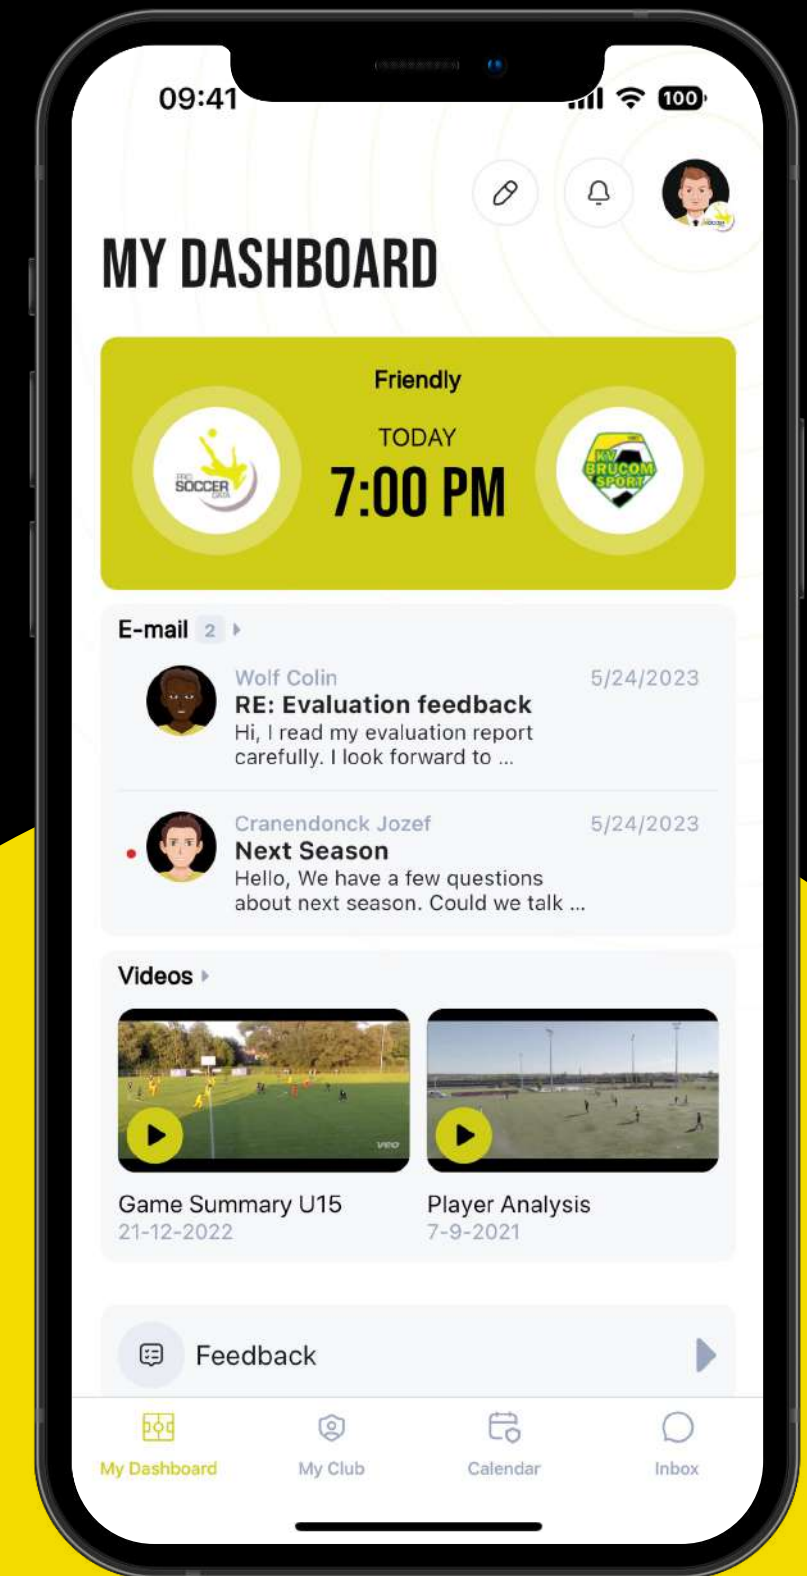 09:41
100
MY DASHBOARD
Friendly
TODAY
7:00 PM
PRO
SOCCER
DATA
KV
BRUCOM
SPORT
E-mail 2
Wolf Colin 5/24/2023
RE: Evaluation feedback
Hi, I read my evaluation report
carefully. I look forward to ...
Cranendonck Jozef 5/24/2023
Next Season
Hello, We have a few questions
about next season. Could we talk ...
Videos
VEO
Game Summary U15
21-12-2022
Player Analysis
7-9-2021
Feedback
My Dashboard
My Club
Calendar
Inbox